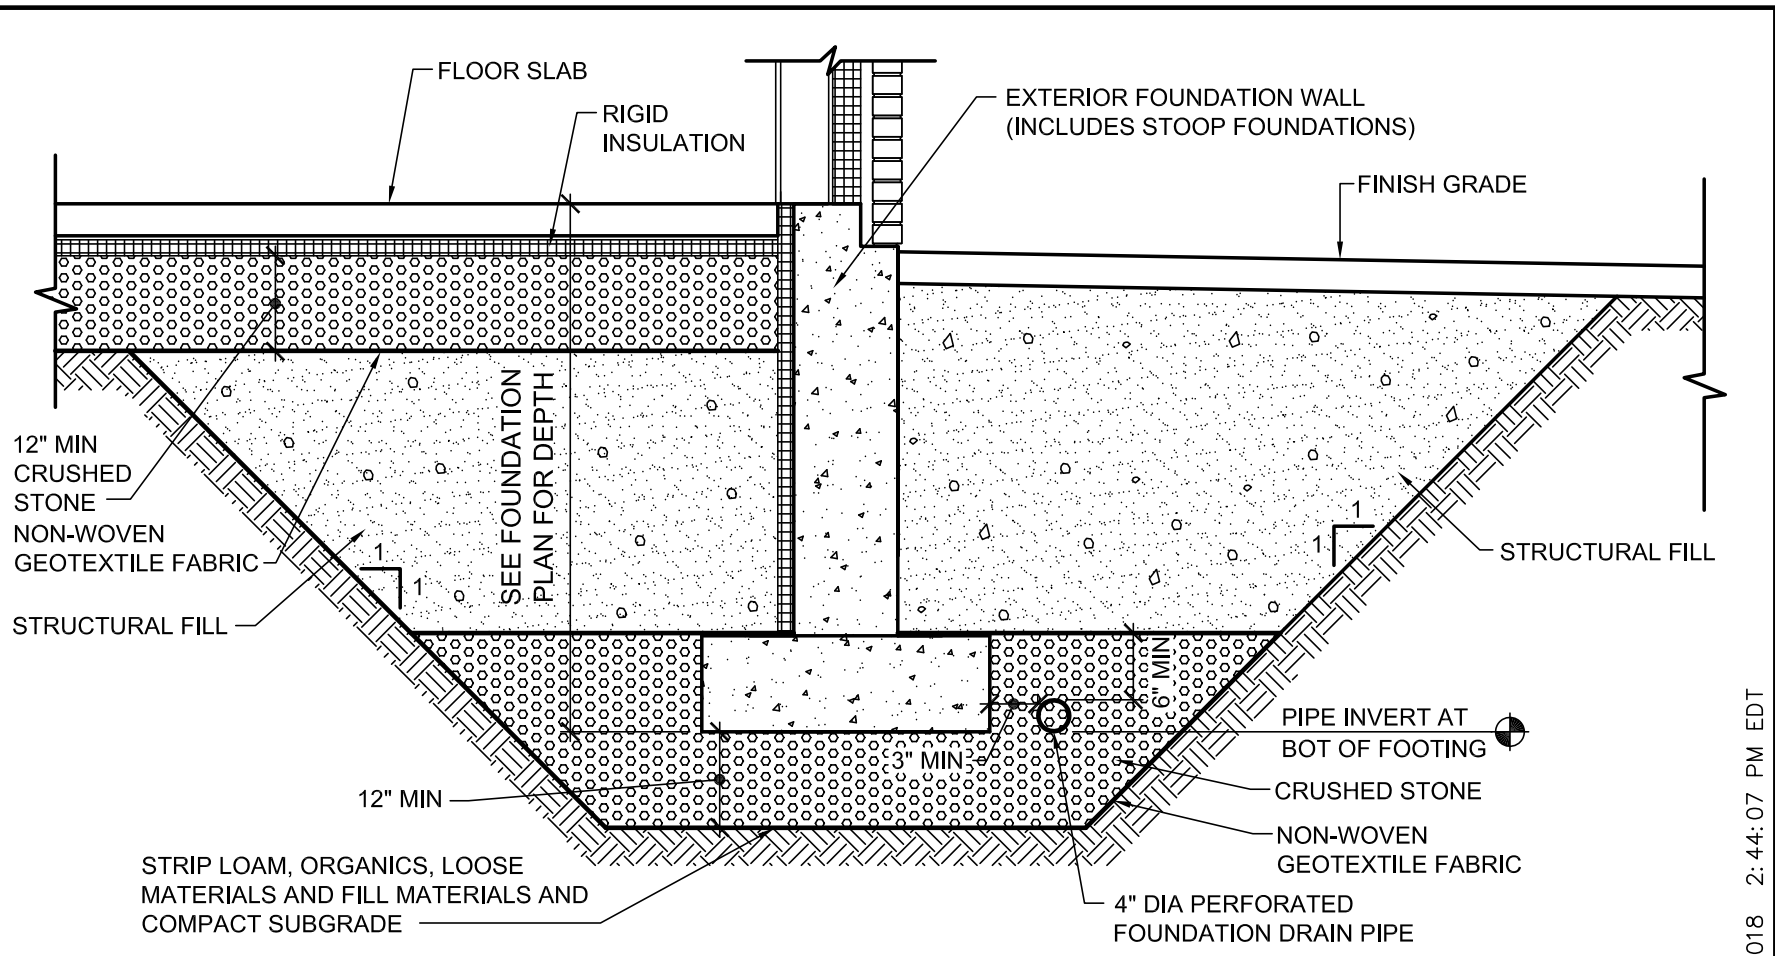 FLOOR SLAB
RIGID
INSULATION
EXTERIOR FOUNDATION WALL
(INCLUDES STOOP FOUNDATIONS)
FINISH GRADE
12" MIN
CRUSHED
STONE
NON-WOVEN
GEOTEXTILE FABRIC
STRUCTURAL FILL
1
1
SEE FOUNDATION
PLAN FOR DEPTH
1
1
STRUCTURAL FILL
6" MIN
3" MIN
12" MIN
PIPE INVERT AT
BOT OF FOOTING
CRUSHED STONE
NON-WOVEN
GEOTEXTILE FABRIC
4" DIA PERFORATED
FOUNDATION DRAIN PIPE
STRIP LOAM, ORGANICS, LOOSE
MATERIALS AND FILL MATERIALS AND
COMPACT SUBGRADE
018 2:44:07 PM EDT